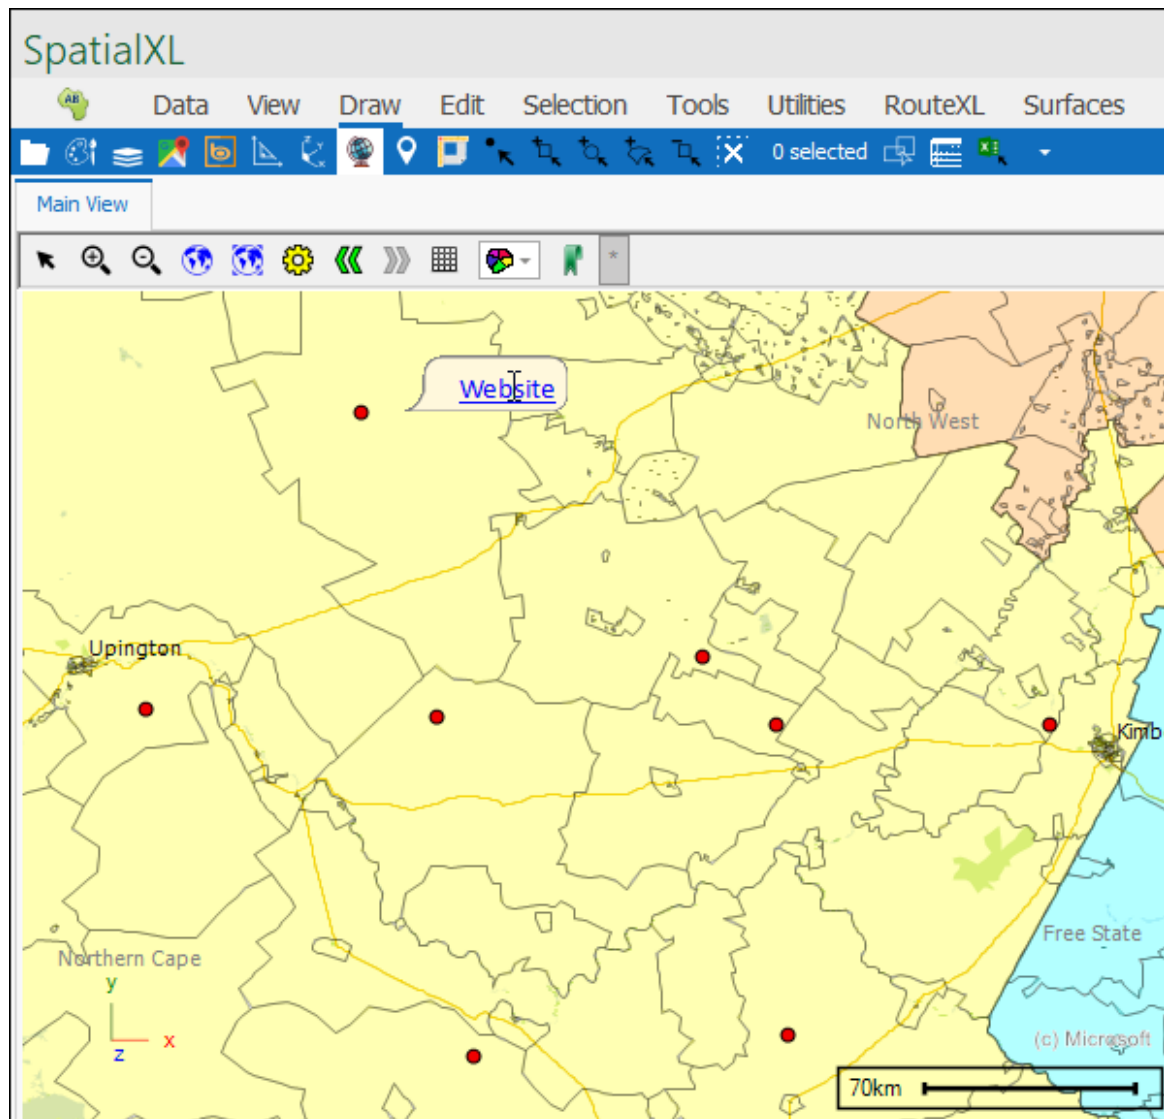 SpatialXL
AB
Data View Draw Edit Selection Tools Utilities RouteXL Surfaces
0 selected
Main View
*
Website
North West
Upington
Kimb
Free State
Northern Cape
y
x
z
(c) Microsoft
70km